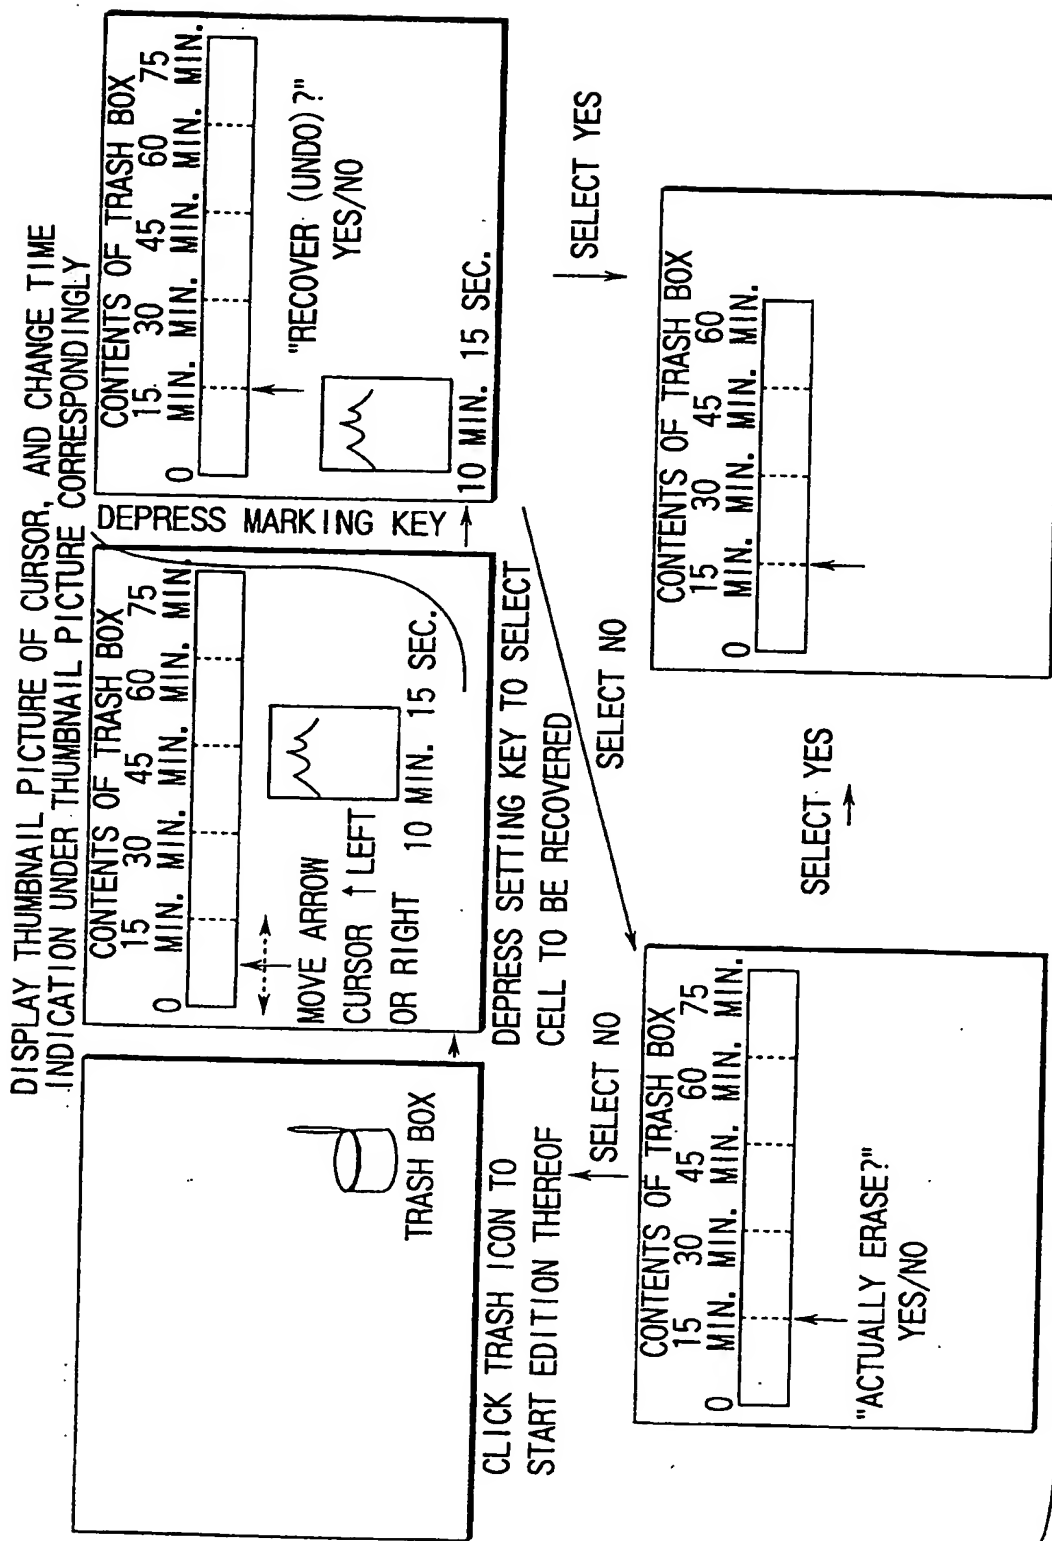 DISPLAY THUMBNAIL PICTURE OF CURSOR, AND CHANGE TIME
INDICATION UNDER THUMBNAIL PICTURE CORRESPONDINGLY
TRASH BOX
CLICK TRASH ICON TO
START EDITION THEREOF
CONTENTS OF TRASH BOX
15 30 45 60 75
0 MIN. MIN. MIN. MIN. MIN.
MOVE ARROW
CURSOR ↑ LEFT
OR RIGHT
10 MIN. 15 SEC.
DEPRESS SETTING KEY TO SELECT
CELL TO BE RECOVERED
DEPRESS MARKING KEY
CONTENTS OF TRASH BOX
15 30 45 60 75
0 MIN. MIN. MIN. MIN. MIN.
"RECOVER (UNDO)?"
YES/NO
10 MIN. 15 SEC.
SELECT NO
SELECT NO
SELECT YES
CONTENTS OF TRASH BOX
15 30 45 60 75
0 MIN. MIN. MIN. MIN. MIN.
"ACTUALLY ERASE?"
YES/NO
SELECT YES
CONTENTS OF TRASH BOX
15 30 45 60
0 MIN. MIN. MIN. MIN.